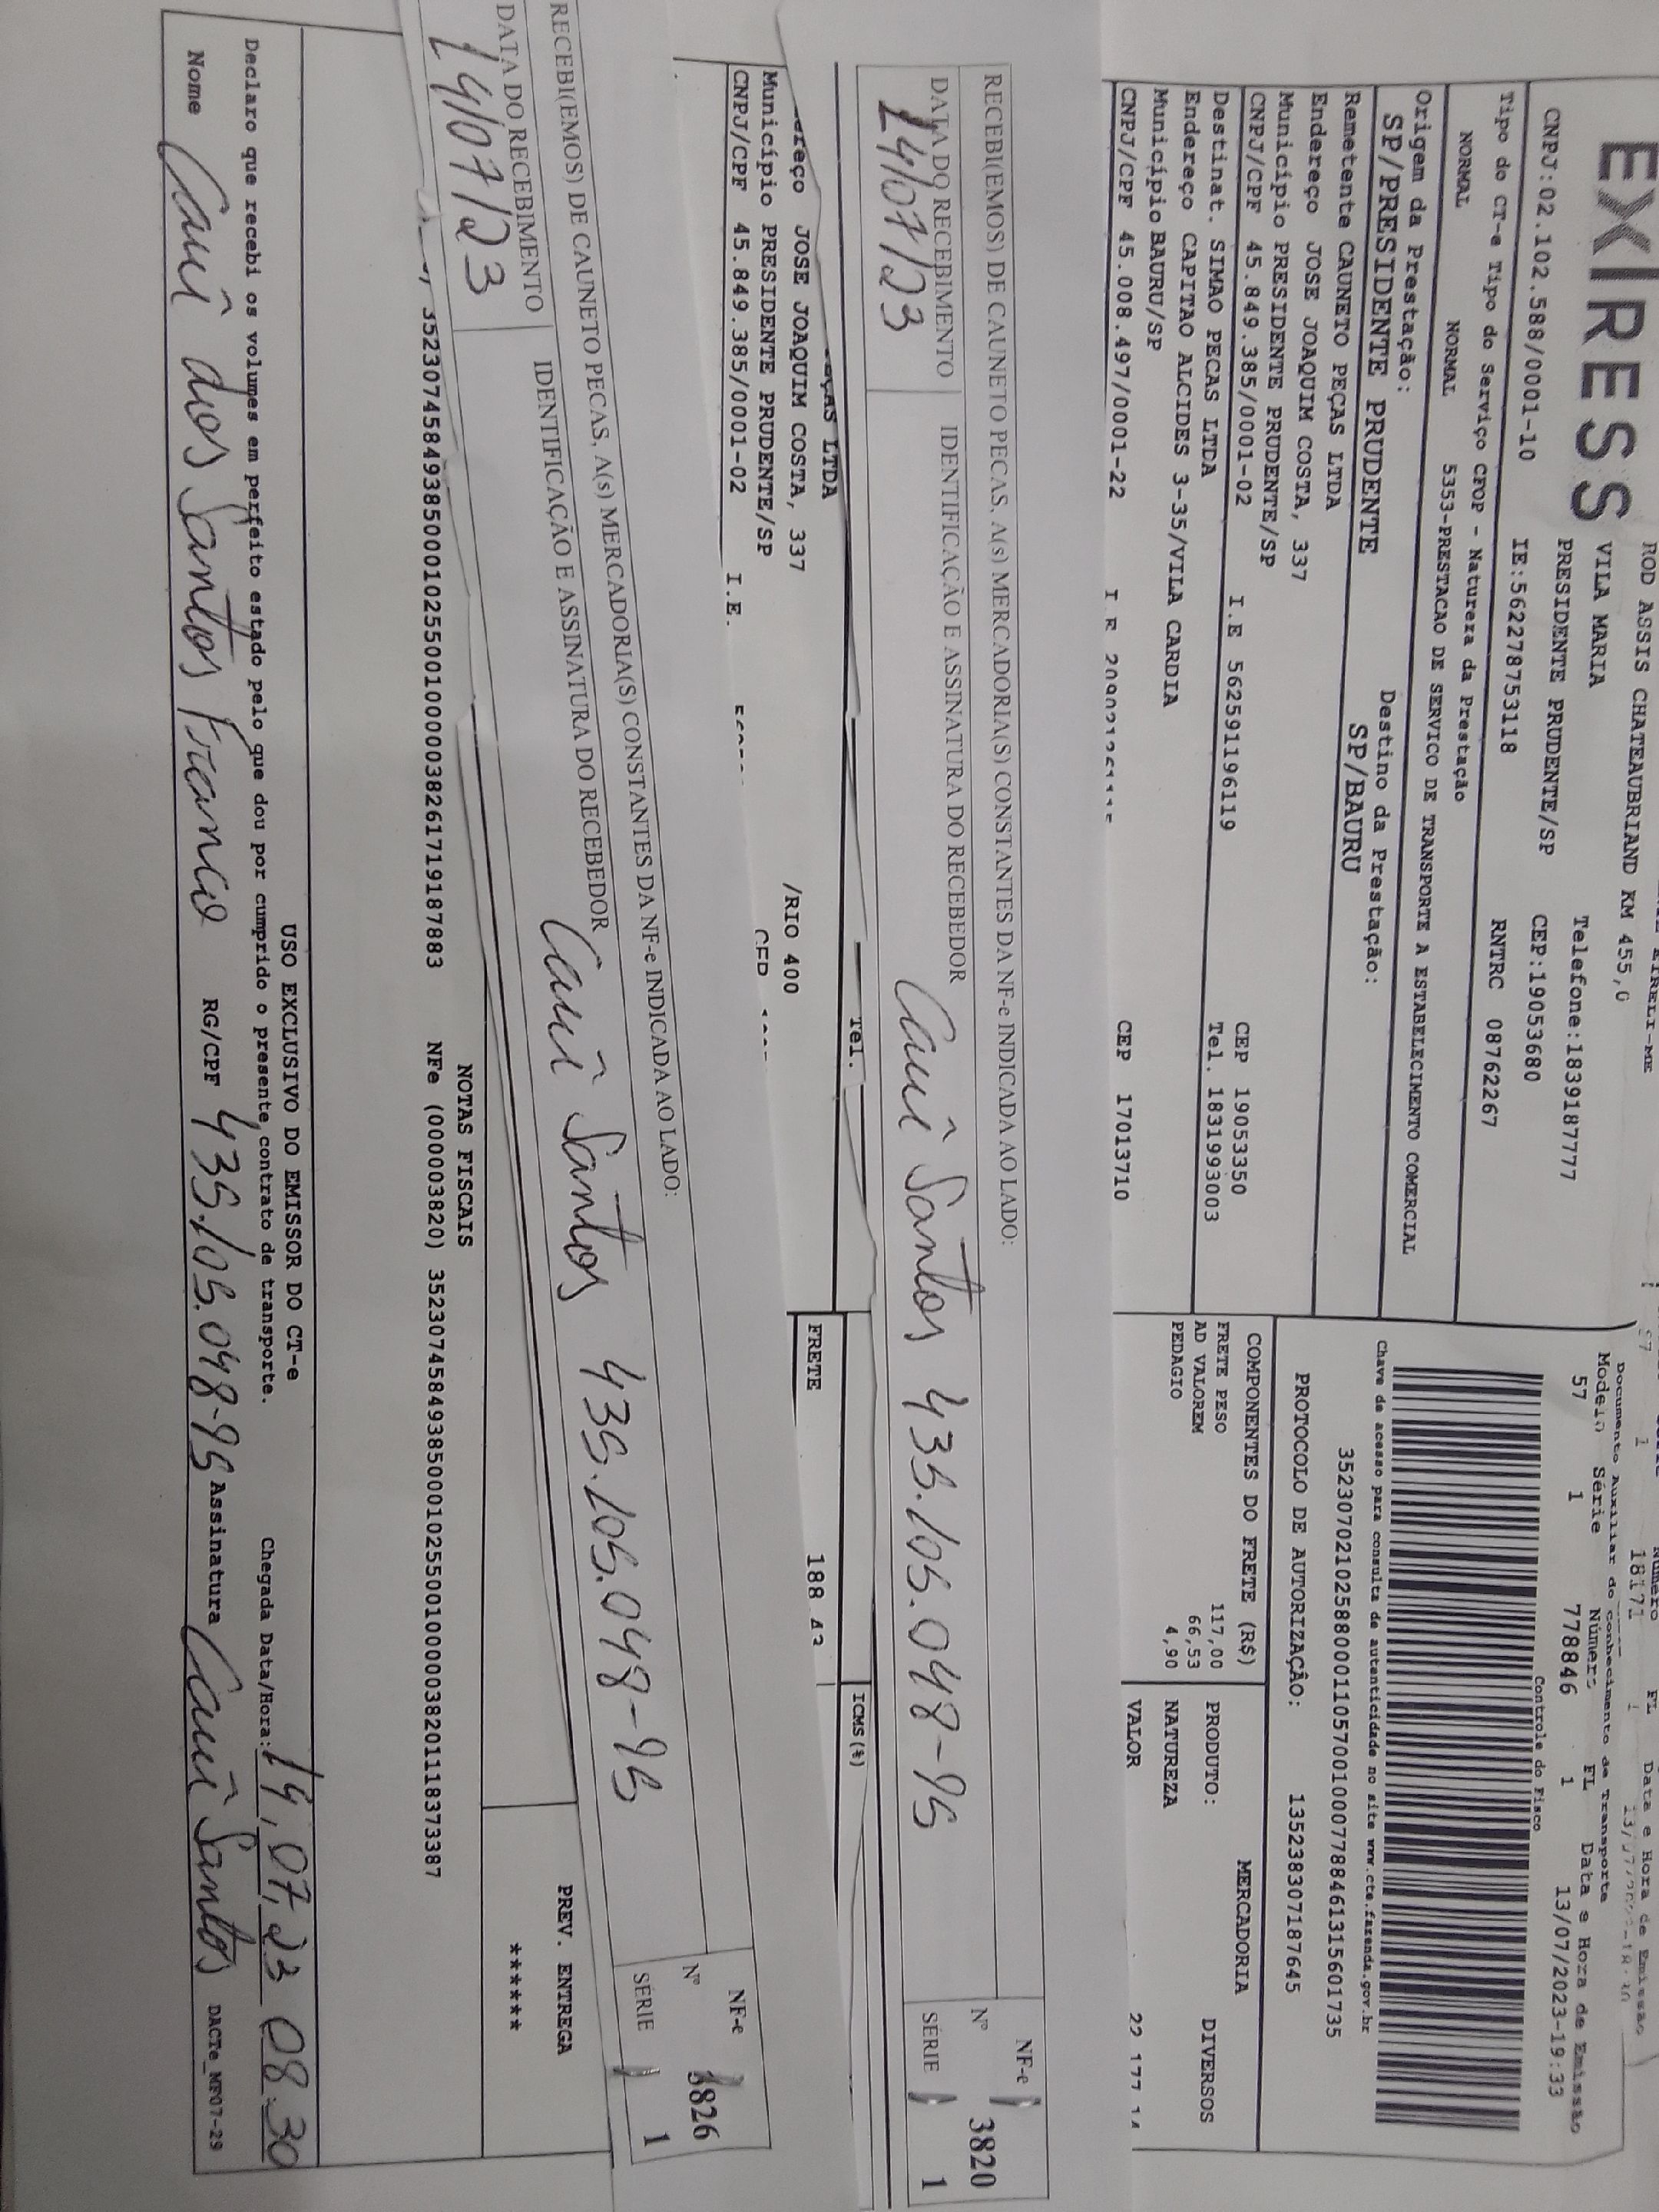 EXPRESS
ROD ASSIS CHATEAUBRIAND KM 455,0
VILA MARIA
PRESIDENTE PRUDENTE/SP
Telefone:1839187777
CEP:19053680
CNPJ:02.102.588/0001-10
IE:562278753118
RNTRC 08762267
Tipo do CT-e Tipo do Serviço CFOP - Natureza da Prestação
NORMAL NORMAL 5353-PRESTACAO DE SERVICO DE TRANSPORTE A ESTABELECIMENTO COMERCIAL
Origem da Prestação: Destino da Prestação:
SP/PRESIDENTE PRUDENTE SP/BAURU
Remetente CAUNETO PEÇAS LTDA
Endereço JOSE JOAQUIM COSTA, 337
Município PRESIDENTE PRUDENTE/SP CEP 19053350
CNPJ/CPF 45.849.385/0001-02 I.E 562591196119 Tel. 1831993003
Destinat. SIMAO PECAS LTDA
Endereço CAPITAO ALCIDES 3-35/VILA CARDIA
Município BAURU/SP CEP 17013710
CNPJ/CPF 45.008.497/0001-22
Número FL Data e Hora de Emissão
1 18171
Documento Auxiliar do Conhecimento de Transporte
Modelo Série Número FL Data e Hora de Emissão
57 1 778846 1 13/07/2023-19:33
Controle do Fisco
Chave de acesso para consulta de autenticidade no site www.cte.fazenda.gov.br
35230702102588000110570010007788461315601735
PROTOCOLO DE AUTORIZAÇÃO: 135238307187645
COMPONENTES DO FRETE (R$) MERCADORIA
FRETE PESO 117,00 PRODUTO: DIVERSOS
AD VALOREM 66,53 NATUREZA
PEDAGIO 4,90 VALOR
RECEBI(EMOS) DE CAUNETO PECAS, A(s) MERCADORIA(S) CONSTANTES DA NF-e INDICADA AO LADO:
DATA DO RECEBIMENTO IDENTIFICAÇÃO E ASSINATURA DO RECEBEDOR
14/07/23 Cauî Santos 435.105.048-95
NF-e
Nº 3820
SÉRIE 1
Tel.
ICMS(%)
FRETE 188
LTDA
JOSE JOAQUIM COSTA, 337 /RIO 400
Município PRESIDENTE PRUDENTE/SP
CNPJ/CPF 45.849.385/0001-02 I.E.
RECEBI(EMOS) DE CAUNETO PECAS, A(s) MERCADORIA(S) CONSTANTES DA NF-e INDICADA AO LADO:
DATA DO RECEBIMENTO IDENTIFICAÇÃO E ASSINATURA DO RECEBEDOR
14/07/23 Cauî Santos 435.105.048-95
NF-e
Nº 3826
SÉRIE 1
PREV. ENTREGA
******
NOTAS FISCAIS
35230745849385000102550010000038261719187883 NFe (000003820) 35230745849385000102550010000038201118373387
USO EXCLUSIVO DO EMISSOR DO CT-e
Declaro que recebi os volumes em perfeito estado pelo que dou por cumprido o presente contrato de transporte. Chegada Data/Hora: 14,07,23 08:30
Nome Cauî dos Santos Franco RG/CPF 435.105.048-95 Assinatura Cauî Santos DACTe_MF07-29